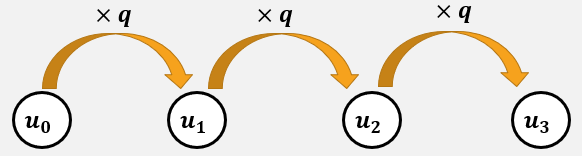 × q × q × q
u₀ u₁ u₂ u₃